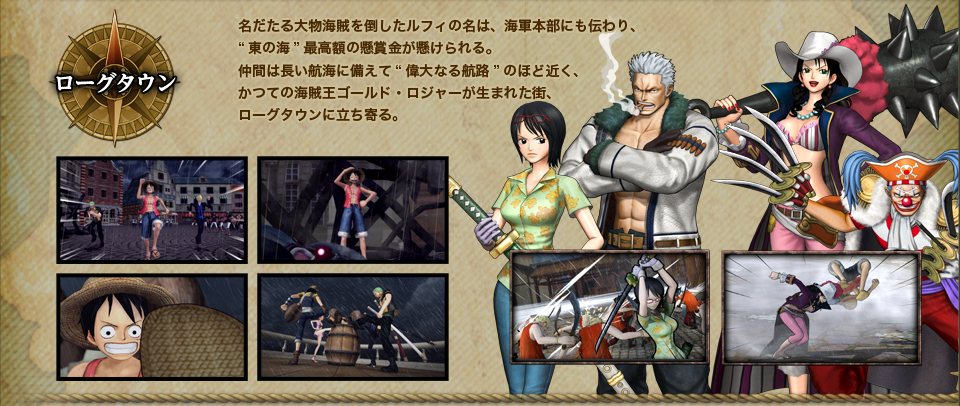 ローグタウン
名だたる大物海賊を倒したルフィの名は、海軍本部にも伝わり、
“ 東の海 ” 最高額の懸賞金が懸けられる。
仲間は長い航海に備えて “ 偉大なる航路 ” のほど近く、
かつての海賊王ゴールド・ロジャーが生まれた街、
ローグタウンに立ち寄る。